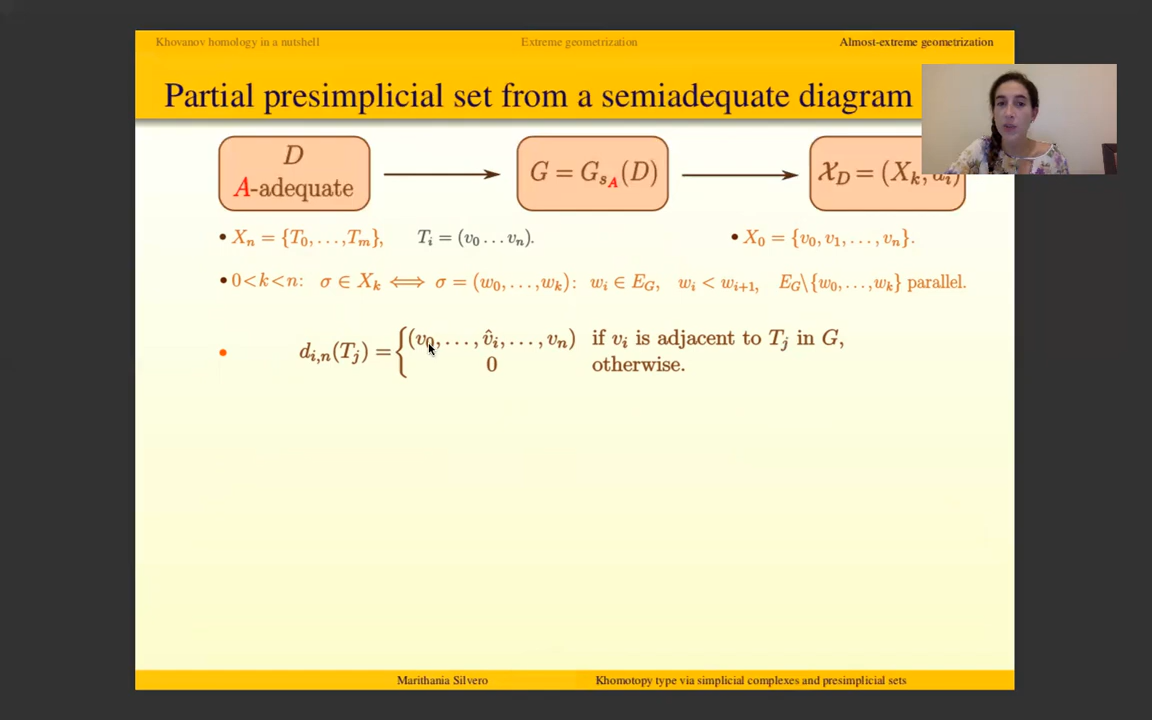 Khovanov homology in a nutshell Extreme geometrization Almost-extreme geometrization
Partial presimplicial set from a semiadequate diagram
D
A-adequate
G = G_{s_A}(D)
𝒳_D = (X_k, d_i)
• X_n = {T_0, …, T_m}, T_i = (v_0 … v_n). • X_0 = {v_0, v_1, …, v_n}.
• 0<k<n: σ ∈ X_k ⟺ σ = (w_0, …, w_k): w_i ∈ E_G, w_i < w_{i+1}, E_G\{w_0, …, w_k} parallel.
• d_{i,n}(T_j) = { (v_0, …, v̂_i, …, v_n) if v_i is adjacent to T_j in G,
0 otherwise.
Marithania Silvero Khomotopy type via simplicial complexes and presimplicial sets